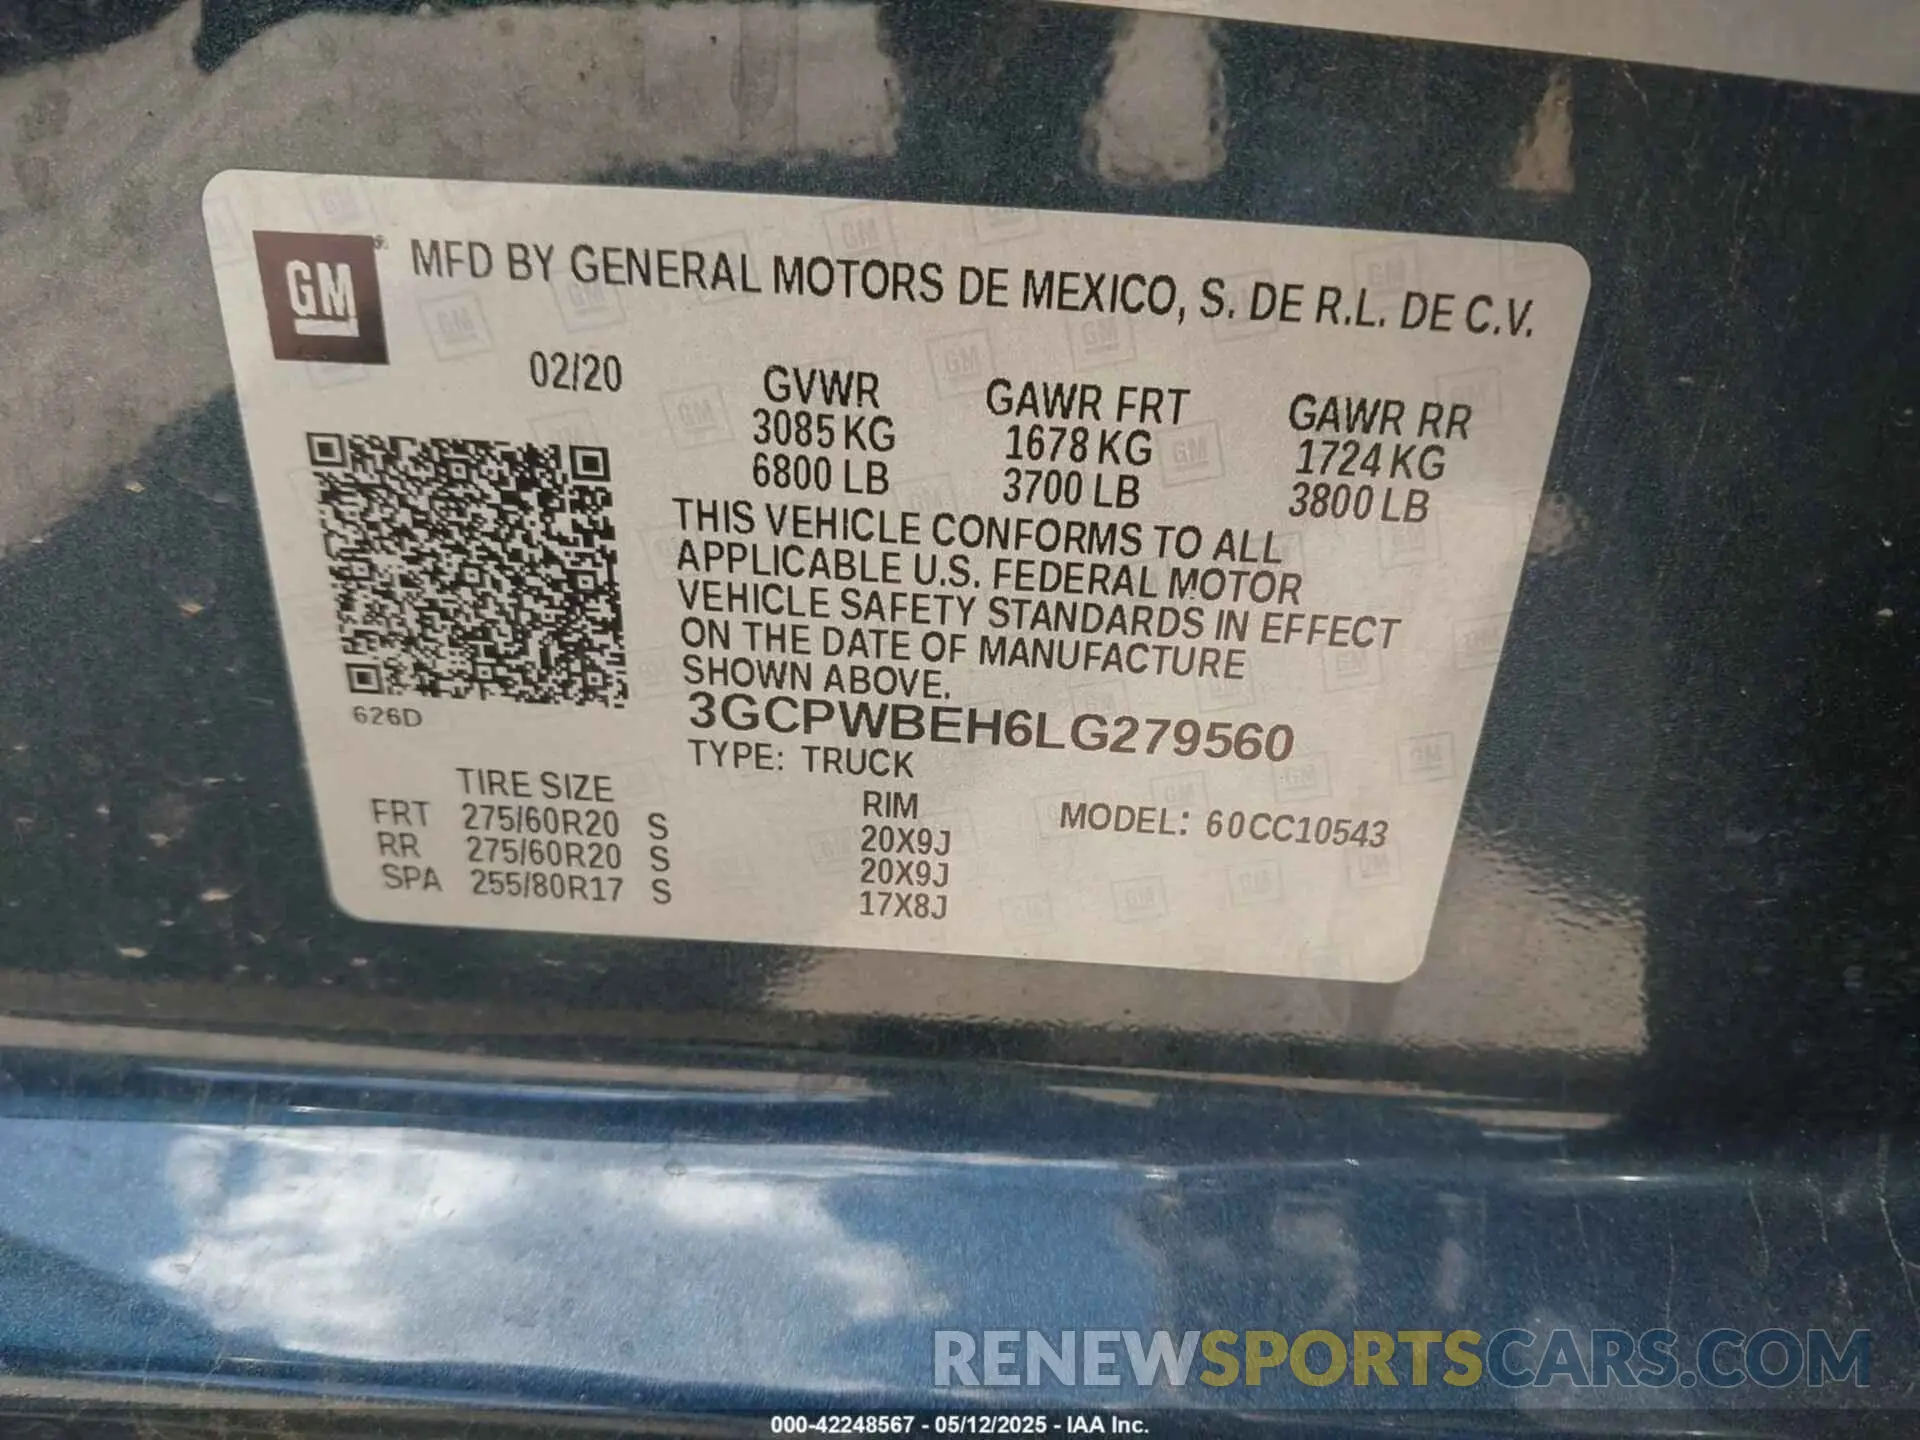 GM
MFD BY GENERAL MOTORS DE MEXICO, S. DE R.L. DE C.V.
02/20
GVWR GAWR FRT GAWR RR
3085 KG 1678 KG 1724 KG
6800 LB 3700 LB 3800 LB
THIS VEHICLE CONFORMS TO ALL
APPLICABLE U.S. FEDERAL MOTOR
VEHICLE SAFETY STANDARDS IN EFFECT
ON THE DATE OF MANUFACTURE
SHOWN ABOVE.
626D
3GCPWBEH6LG279560
TYPE: TRUCK
TIRE SIZE RIM MODEL: 60CC10543
FRT 275/60R20 S 20X9J
RR 275/60R20 S 20X9J
SPA 255/80R17 S 17X8J
RENEWSPORTSCARS.COM
000-42248567 - 05/12/2025 - IAA Inc.